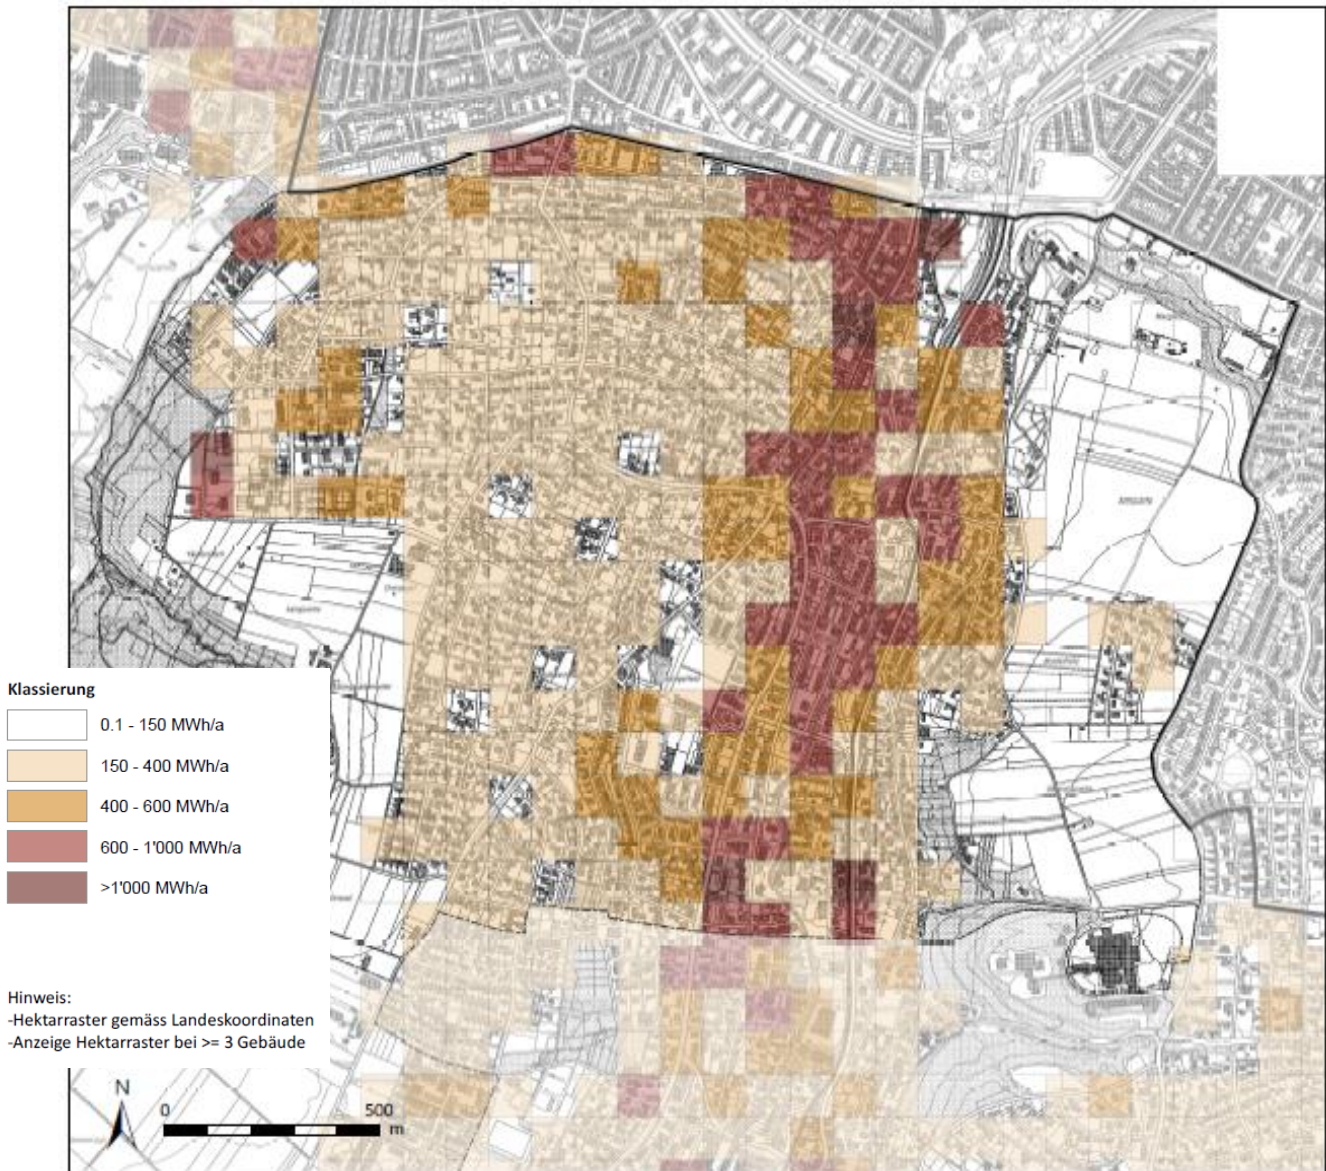 Klassierung
0.1 - 150 MWh/a
150 - 400 MWh/a
400 - 600 MWh/a
600 - 1'000 MWh/a
>1'000 MWh/a
Hinweis:
-Hektarraster gemäss Landeskoordinaten
-Anzeige Hektarraster bei >= 3 Gebäude
N
0 500
m